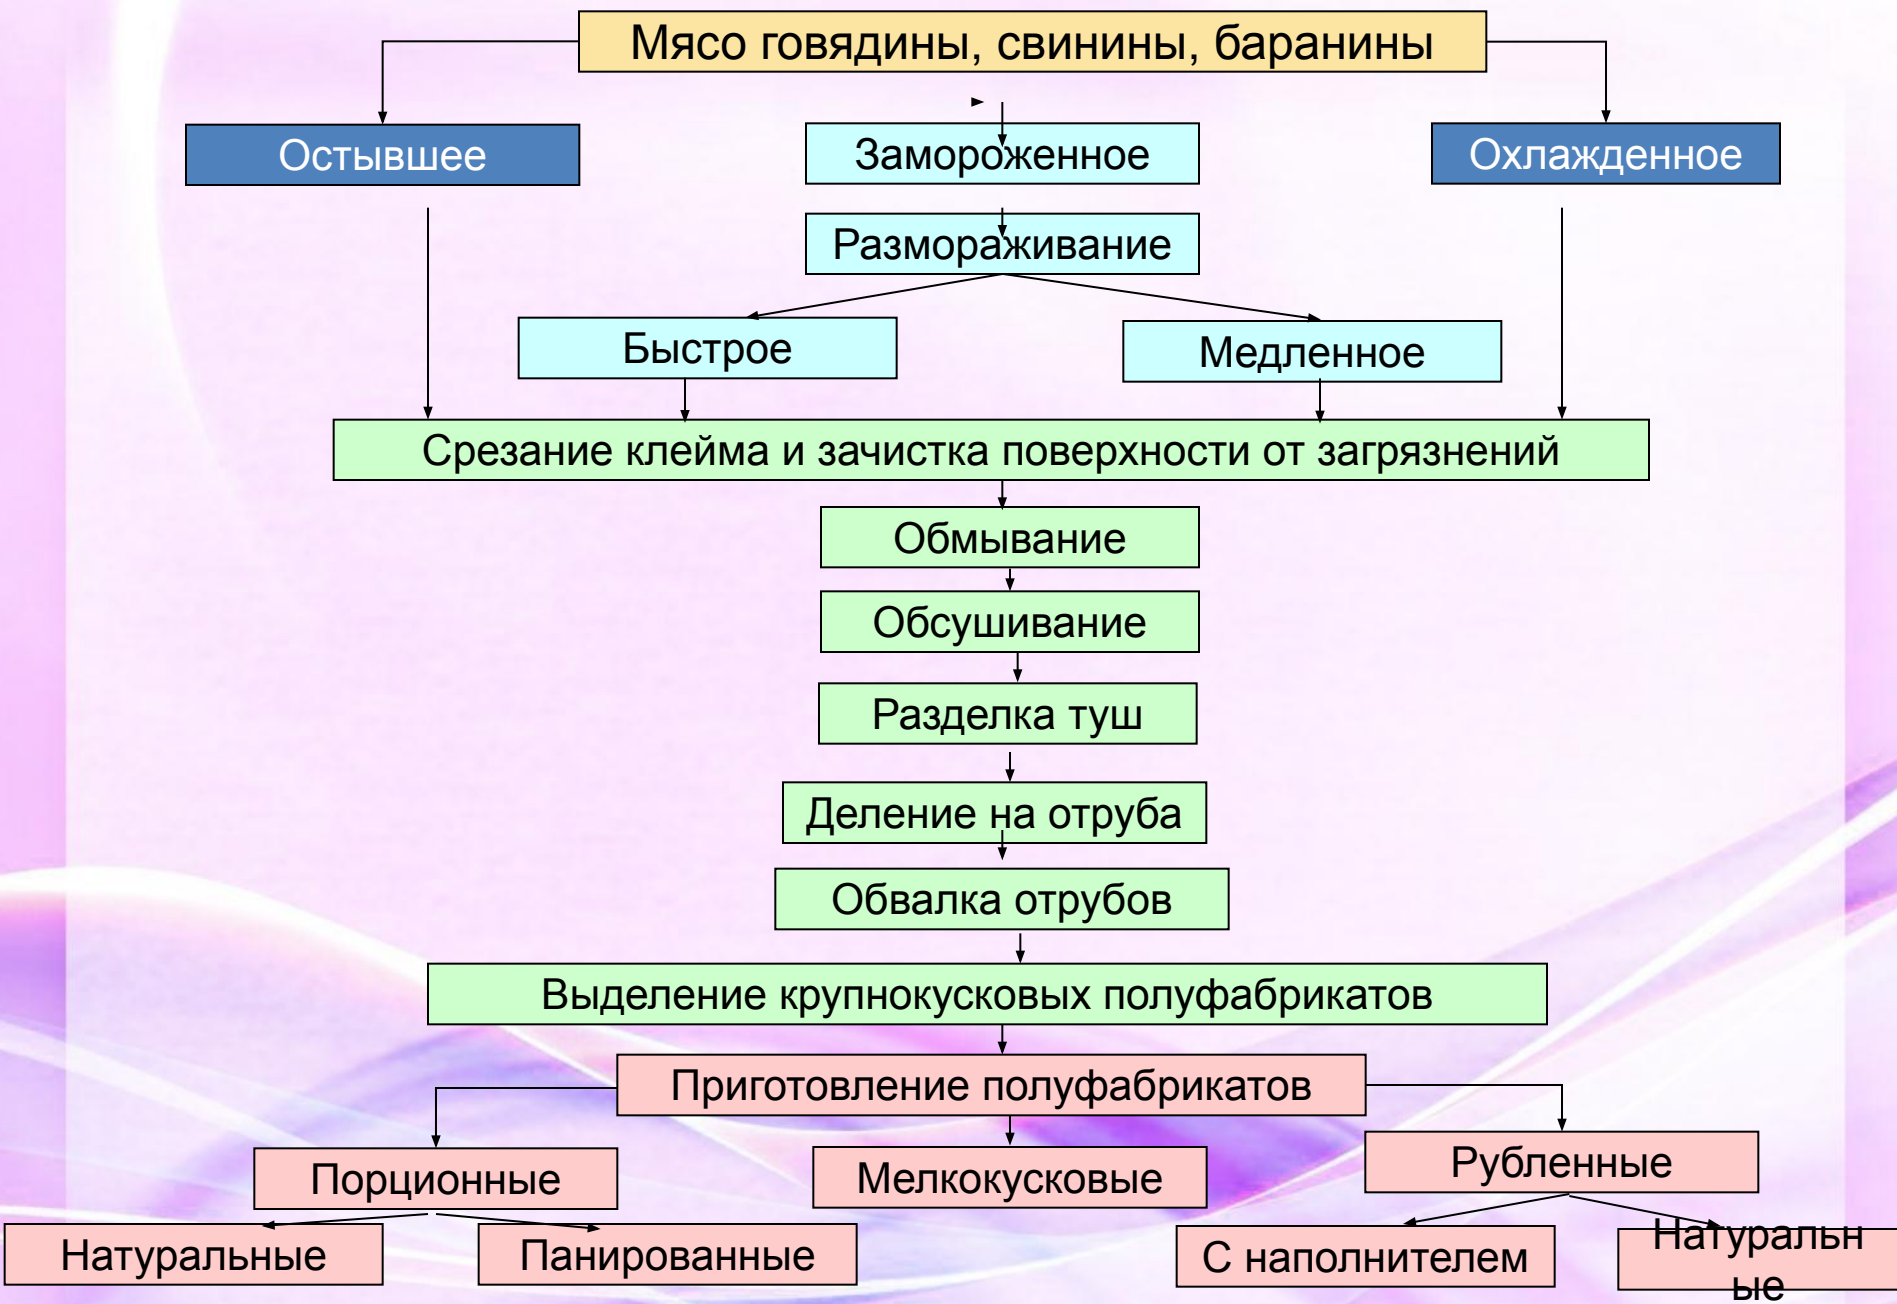 Мясо говядины, свинины, баранины
Остывшее
Замороженное
Охлажденное
Размораживание
Быстрое
Медленное
Срезание клейма и зачистка поверхности от загрязнений
Обмывание
Обсушивание
Разделка туш
Деление на отруба
Обвалка отрубов
Выделение крупнокусковых полуфабрикатов
Приготовление полуфабрикатов
Порционные
Мелкокусковые
Рубленные
Натуральные
Панированные
С наполнителем
Натуральн
ые